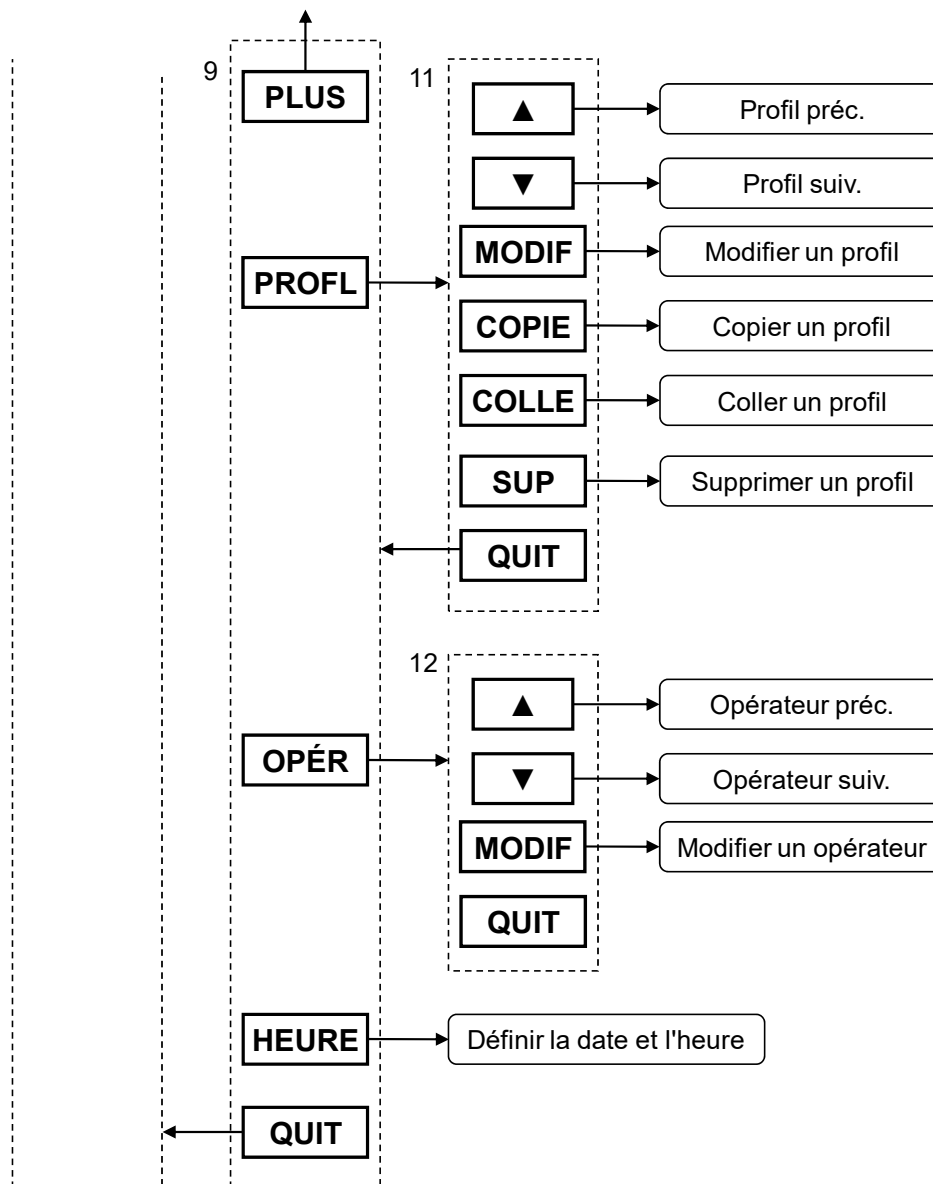 9
PLUS
11
▲
Profil préc.
▼
Profil suiv.
PROFL
MODIF
Modifier un profil
COPIE
Copier un profil
COLLE
Coller un profil
SUP
Supprimer un profil
QUIT
12
▲
Opérateur préc.
OPÉR
▼
Opérateur suiv.
MODIF
Modifier un opérateur
QUIT
HEURE
Définir la date et l'heure
QUIT